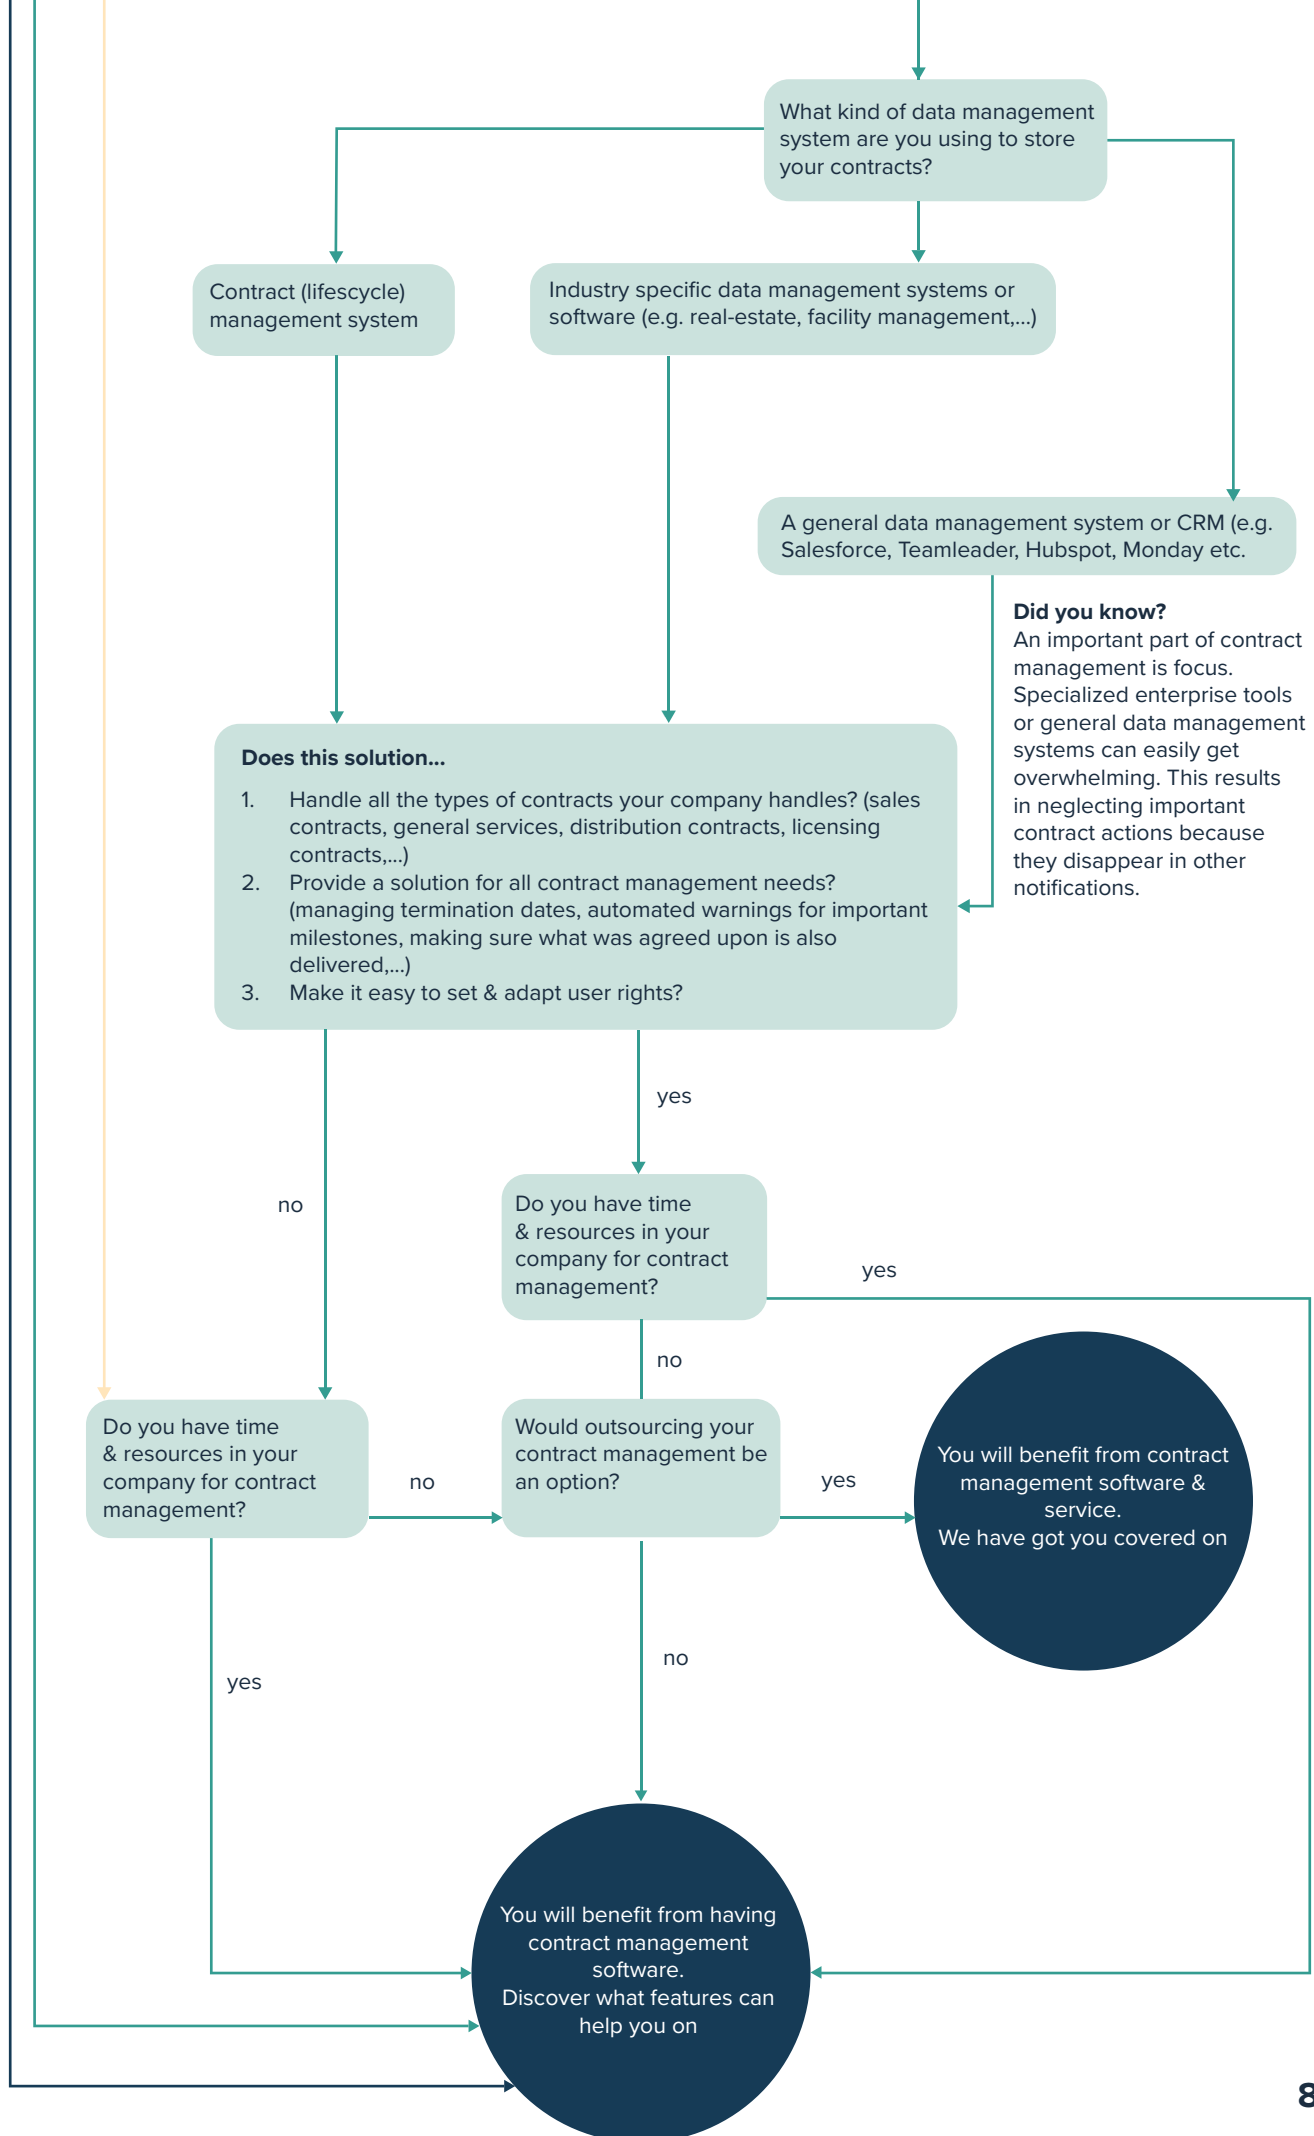 What kind of data management
system are you using to store
your contracts?
Contract (lifescycle)
management system
Industry specific data management systems or
software (e.g. real-estate, facility management,...)
A general data management system or CRM (e.g.
Salesforce, Teamleader, Hubspot, Monday etc.
Did you know?
An important part of contract
management is focus.
Specialized enterprise tools
or general data management
systems can easily get
overwhelming. This results
in neglecting important
contract actions because
they disappear in other
notifications.
Does this solution...
1. Handle all the types of contracts your company handles? (sales
contracts, general services, distribution contracts, licensing
contracts,...)
2. Provide a solution for all contract management needs?
(managing termination dates, automated warnings for important
milestones, making sure what was agreed upon is also
delivered,...)
3. Make it easy to set & adapt user rights?
yes
no
Do you have time
& resources in your
company for contract
management?
yes
no
Do you have time
& resources in your
company for contract
management?
no
Would outsourcing your
contract management be
an option?
yes
You will benefit from contract
management software &
service.
We have got you covered on
no
yes
You will benefit from having
contract management
software.
Discover what features can
help you on
8